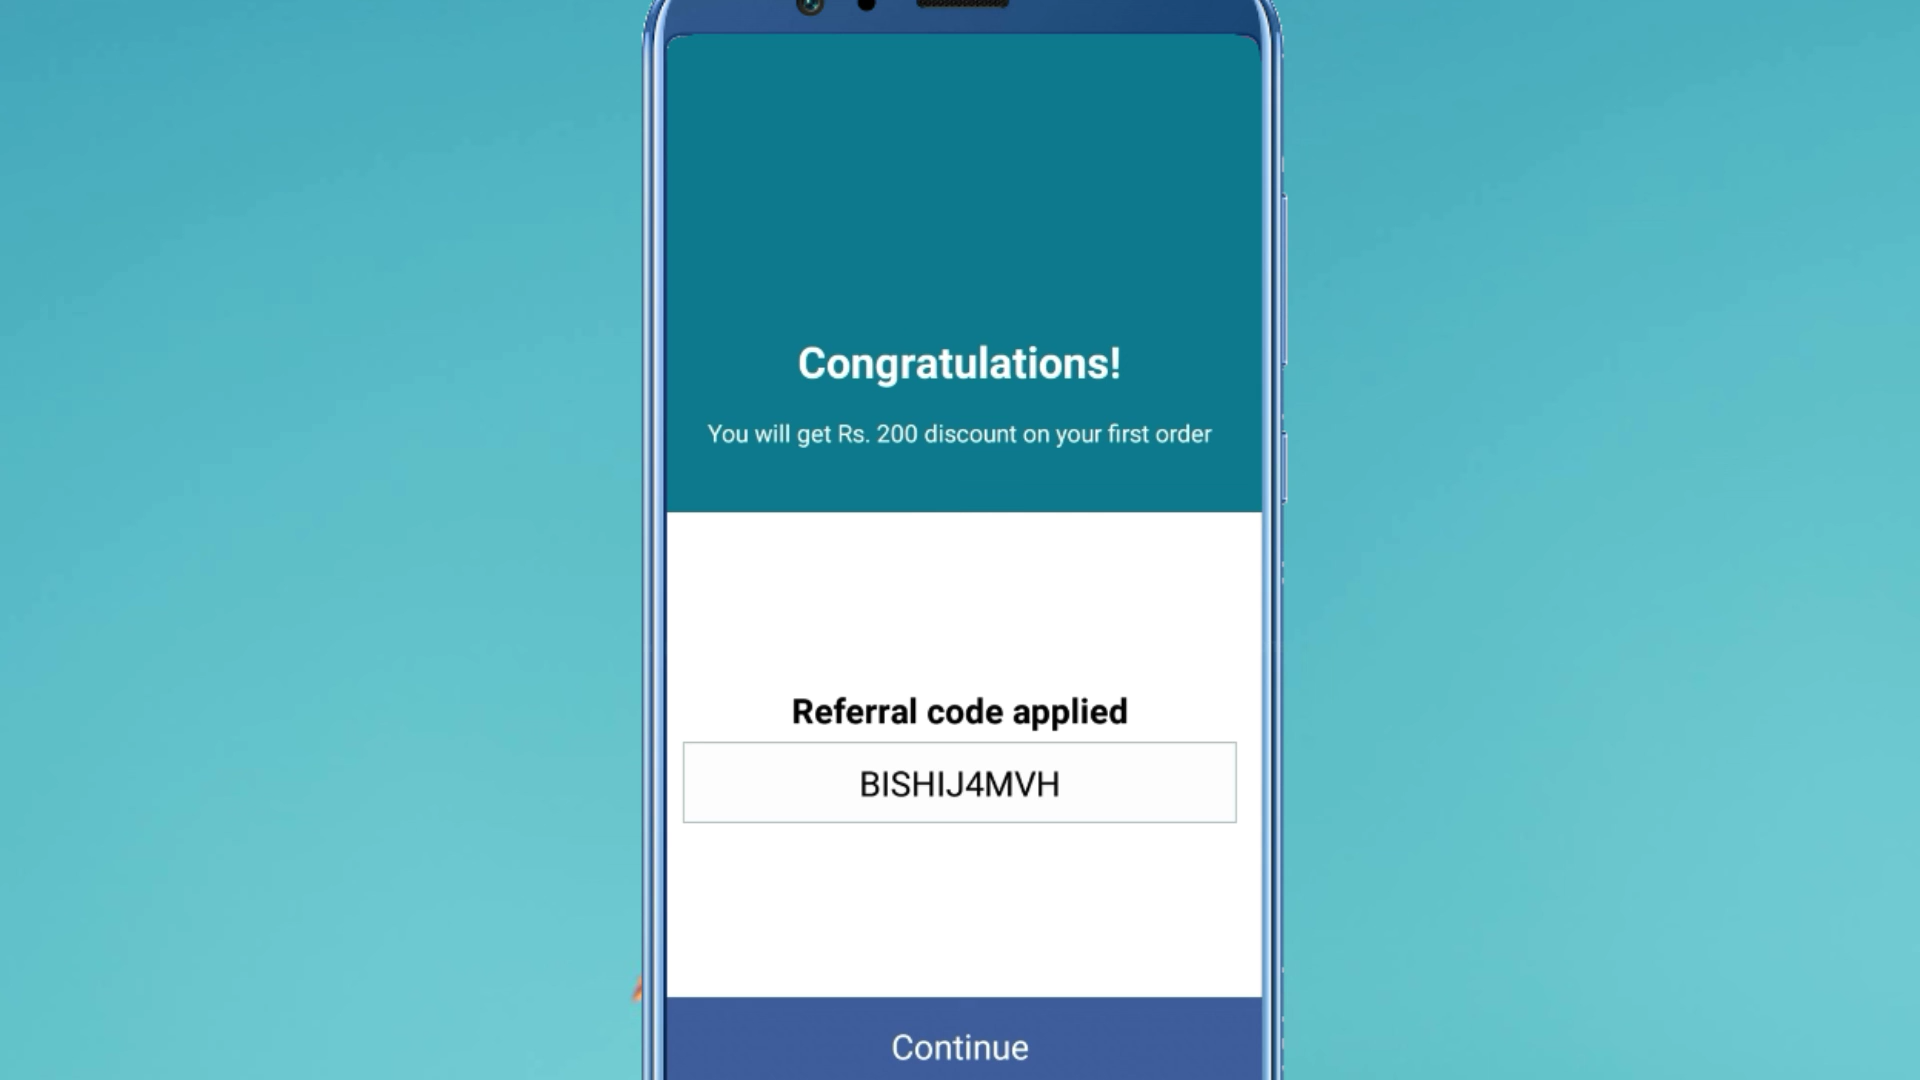 Congratulations!
You will get Rs. 200 discount on your first order
Referral code applied
BISHIJ4MVH
Continue